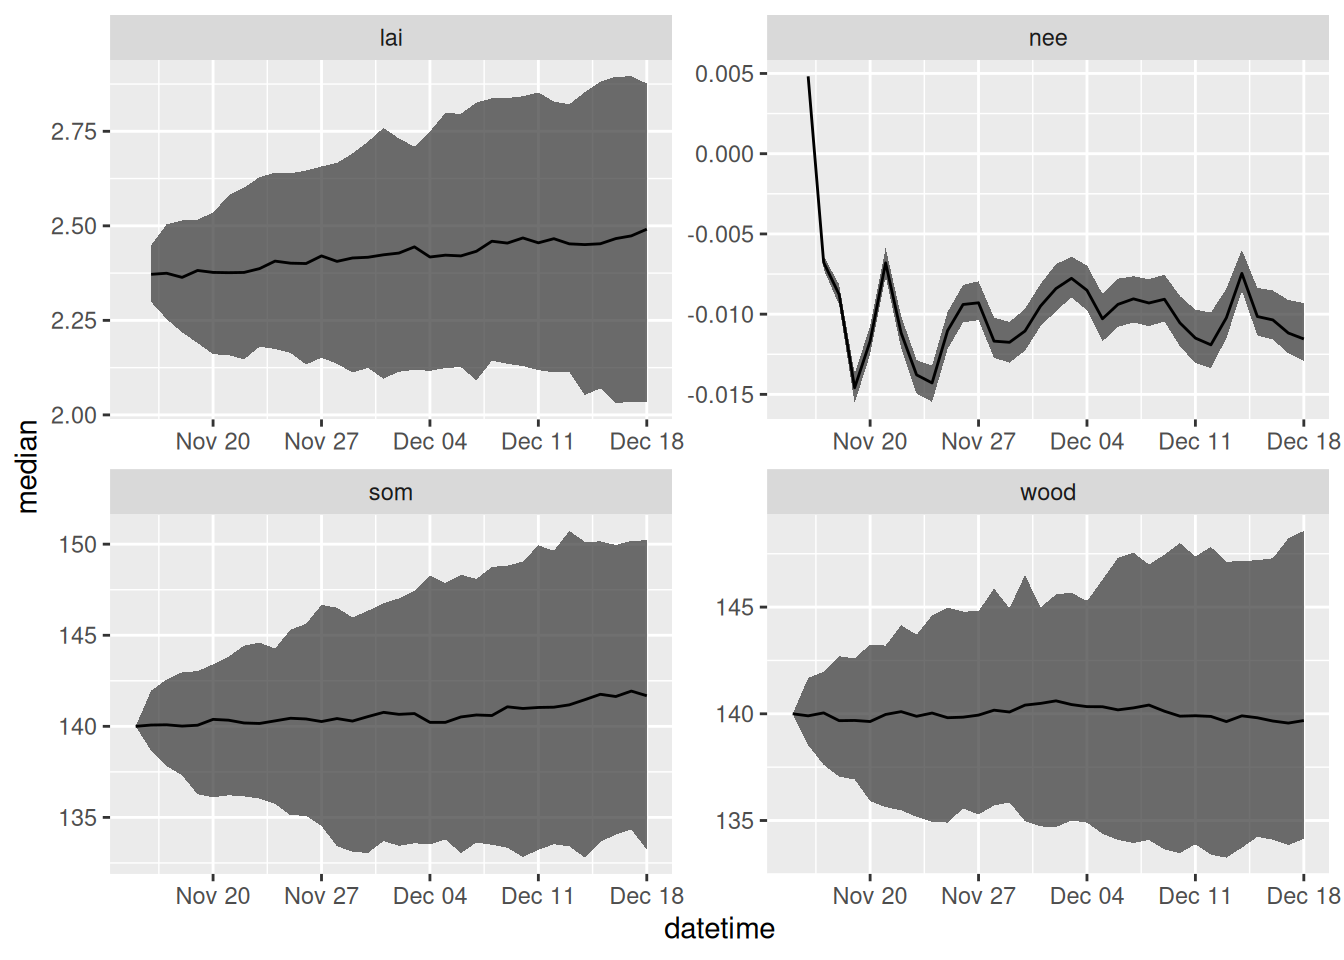 lai
nee
2.75
2.50
2.25
2.00
0.005
0.000
-0.005
-0.010
-0.015
Nov 20 Nov 27 Dec 04 Dec 11 Dec 18
Nov 20 Nov 27 Dec 04 Dec 11 Dec 18
median
som
wood
150
145
140
135
145
140
135
Nov 20 Nov 27 Dec 04 Dec 11 Dec 18
Nov 20 Nov 27 Dec 04 Dec 11 Dec 18
datetime